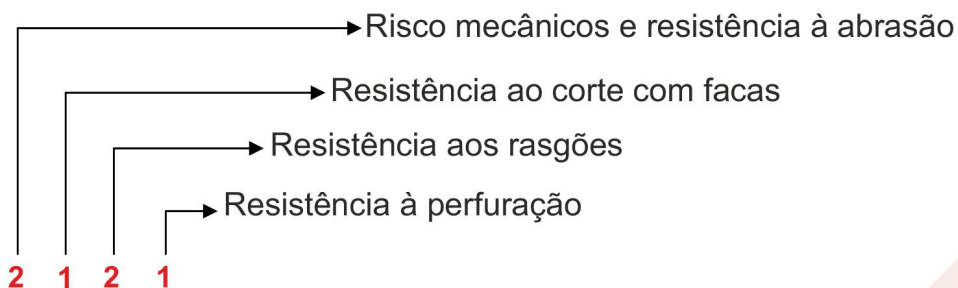 Risco mecânicos e resistência à abrasão
Resistência ao corte com facas
Resistência aos rasgões
Resistência à perfuração
2 1 2 1